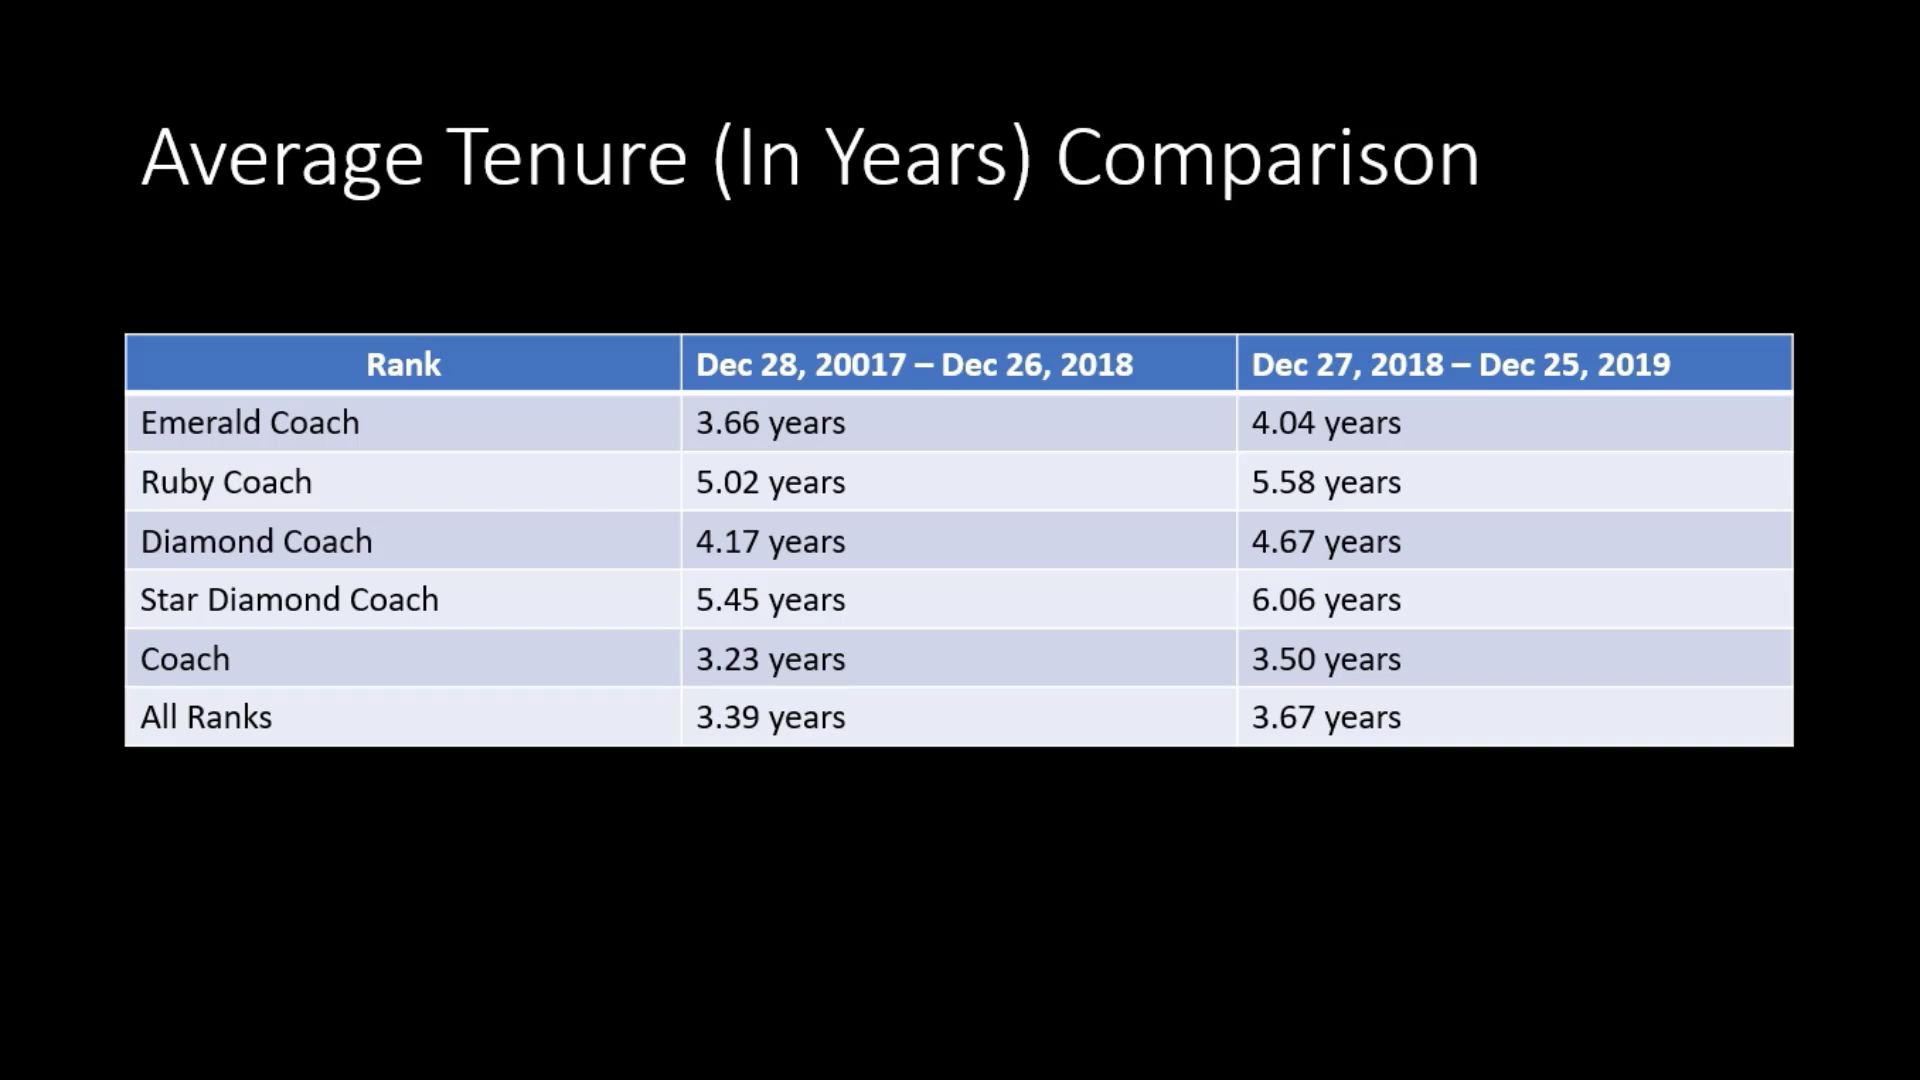 Average Tenure (In Years) Comparison
Rank Dec 28, 20017 – Dec 26, 2018 Dec 27, 2018 – Dec 25, 2019
Emerald Coach 3.66 years 4.04 years
Ruby Coach 5.02 years 5.58 years
Diamond Coach 4.17 years 4.67 years
Star Diamond Coach 5.45 years 6.06 years
Coach 3.23 years 3.50 years
All Ranks 3.39 years 3.67 years